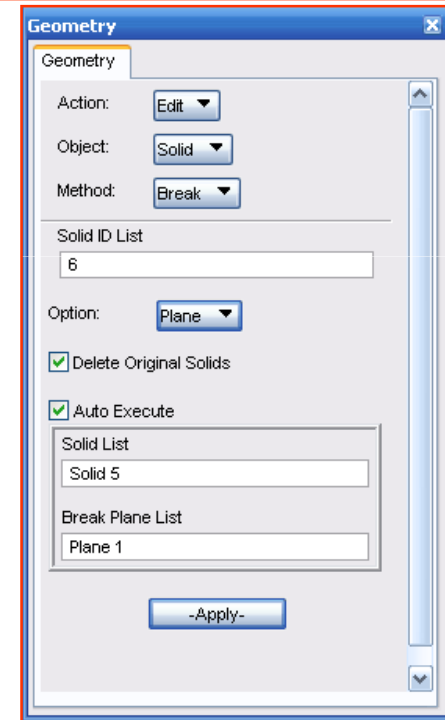 Geometry
Geometry
Action: Edit
Object: Solid
Method: Break
Solid ID List
6
Option: Plane
Delete Original Solids
Auto Execute
Solid List
Solid 5
Break Plane List
Plane 1
-Apply-